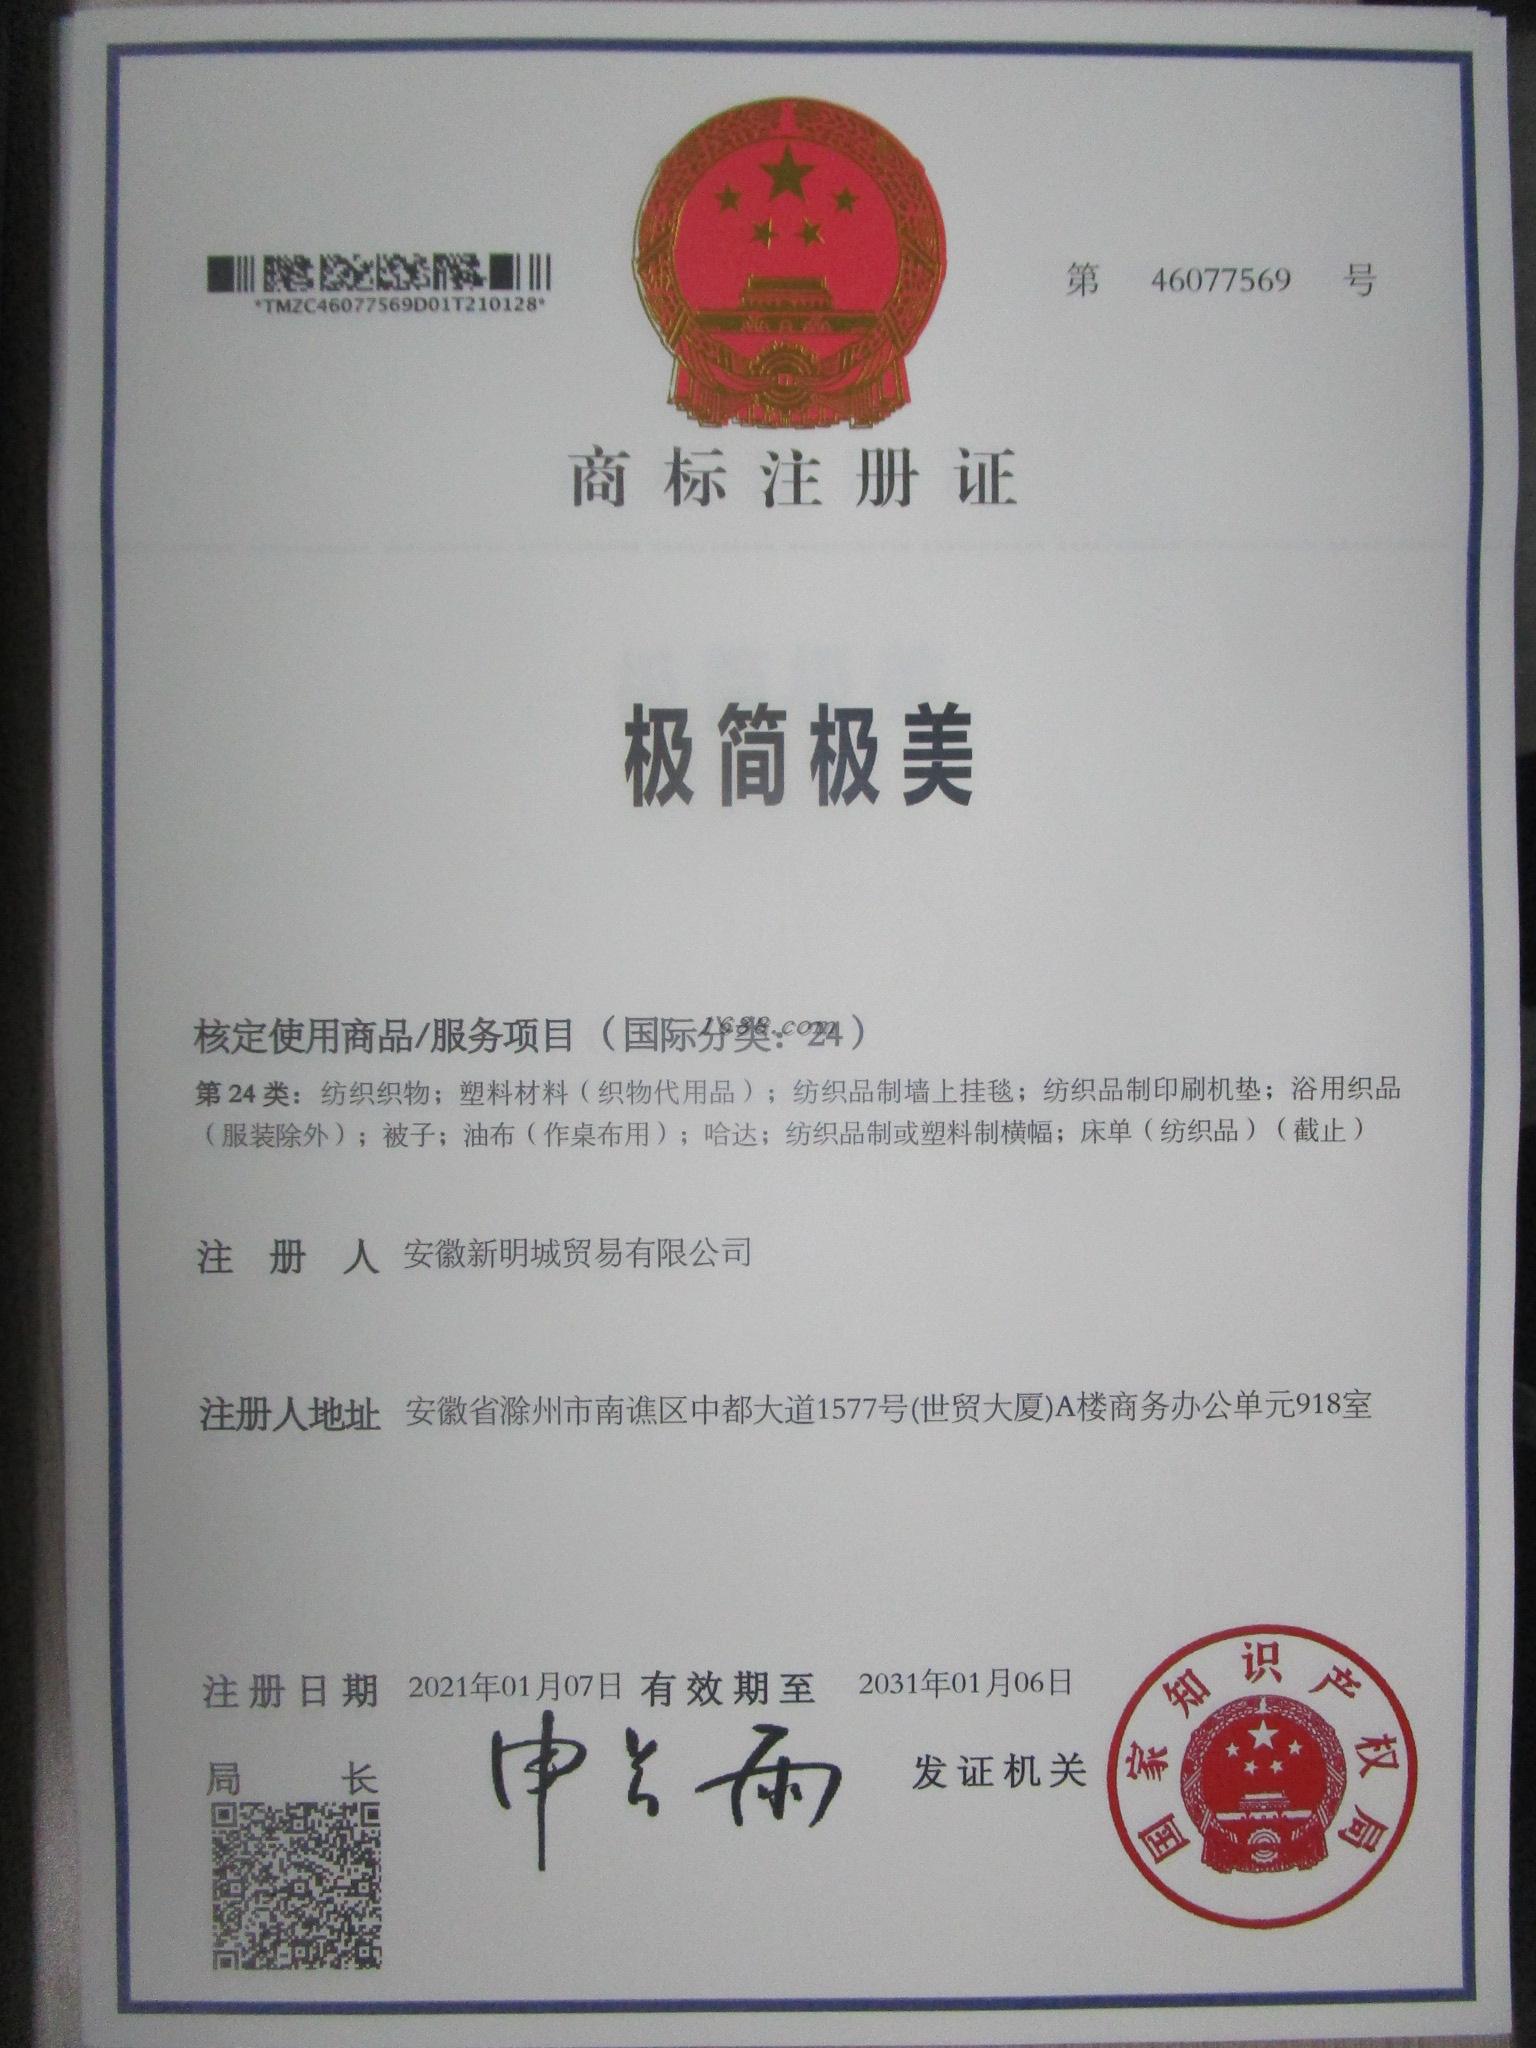 *TMZC46077569D01T210128*
第 46077569 号
商标注册证
极简极美
核定使用商品/服务项目（国际分类：24）
1688.com
第24类：纺织织物；塑料材料（织物代用品）；纺织品制墙上挂毯；纺织品制印刷机垫；浴用织品
（服装除外）；被子；油布（作桌布用）；哈达；纺织品制或塑料制横幅；床单（纺织品）（截止）
注册人 安徽新明城贸易有限公司
注册人地址 安徽省滁州市南谯区中都大道1577号(世贸大厦)A楼商务办公单元918室
注册日期 2021年01月07日 有效期至 2031年01月06日
局长 申长雨 发证机关
国家知识产权局